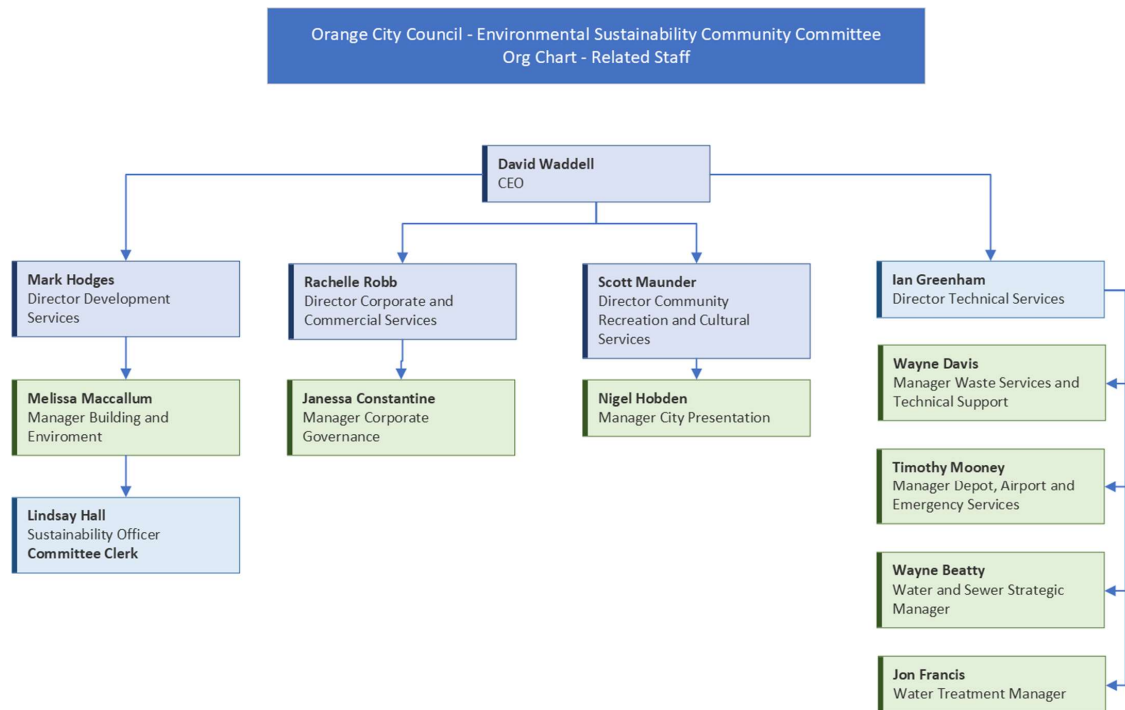 Orange City Council - Environmental Sustainability Community Committee
Org Chart - Related Staff
David Waddell
CEO
Mark Hodges
Director Development
Services
Rachelle Robb
Director Corporate and
Commercial Services
Scott Maunder
Director Community
Recreation and Cultural
Services
Ian Greenham
Director Technical Services
Melissa Maccallum
Manager Building and
Enviroment
Janessa Constantine
Manager Corporate
Governance
Nigel Hobden
Manager City Presentation
Wayne Davis
Manager Waste Services and
Technical Support
Timothy Mooney
Manager Depot, Airport and
Emergency Services
Lindsay Hall
Sustainability Officer
Committee Clerk
Wayne Beatty
Water and Sewer Strategic
Manager
Jon Francis
Water Treatment Manager